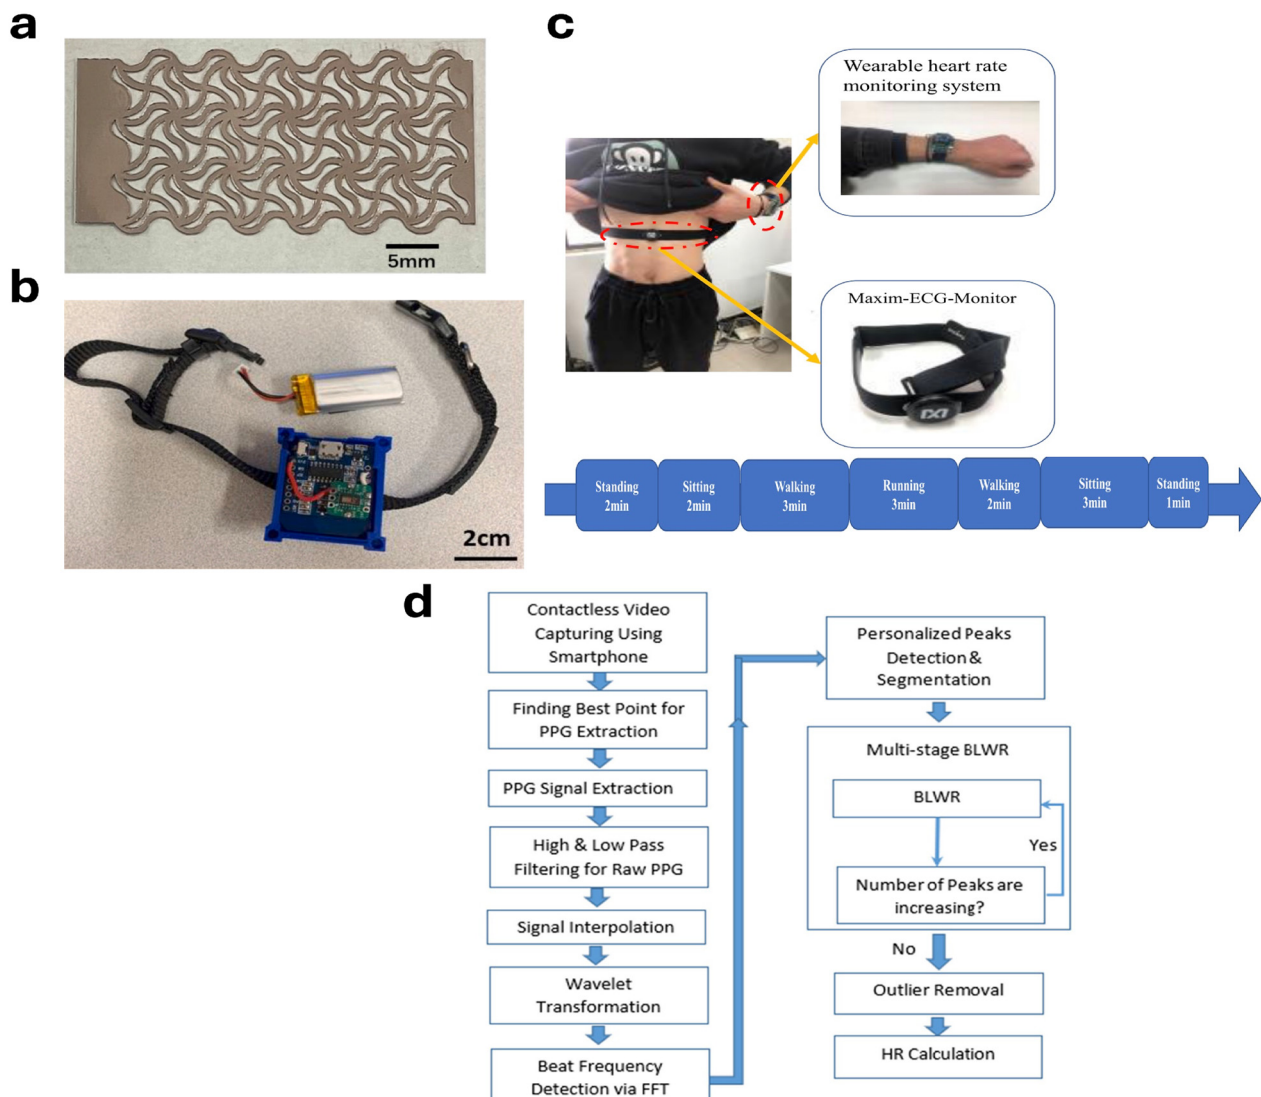 a
5mm
b
2cm
c
Wearable heart rate
monitoring system
Maxim-ECG-Monitor
Standing
2min
Sitting
2min
Walking
3min
Running
3min
Walking
2min
Sitting
3min
Standing
1min
d
Contactless Video
Capturing Using
Smartphone
Finding Best Point for
PPG Extraction
PPG Signal Extraction
High & Low Pass
Filtering for Raw PPG
Signal Interpolation
Wavelet
Transformation
Beat Frequency
Detection via FFT
Personalized Peaks
Detection &
Segmentation
Multi-stage BLWR
BLWR
Yes
Number of Peaks are
increasing?
No
Outlier Removal
HR Calculation